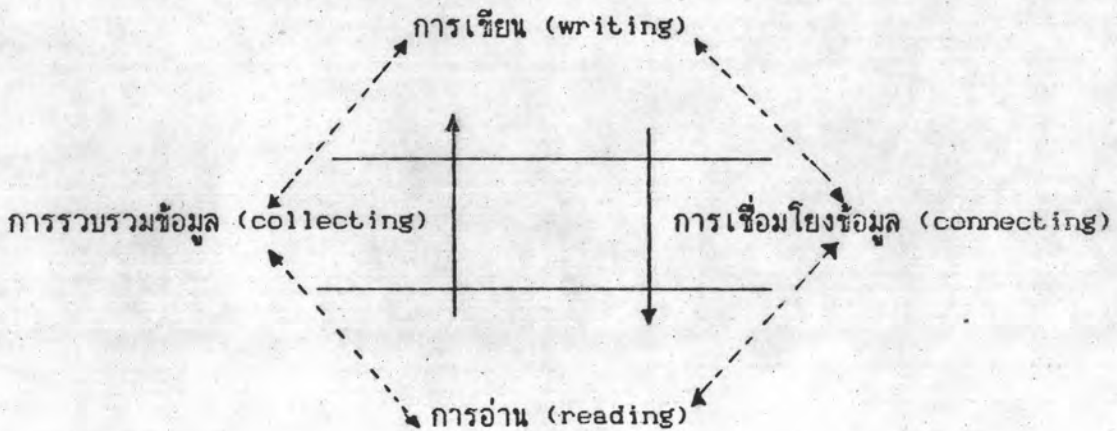 การเขียน (writing)
การรวบรวมข้อมูล (collecting) การเชื่อมโยงข้อมูล (connecting)
การอ่าน (reading)